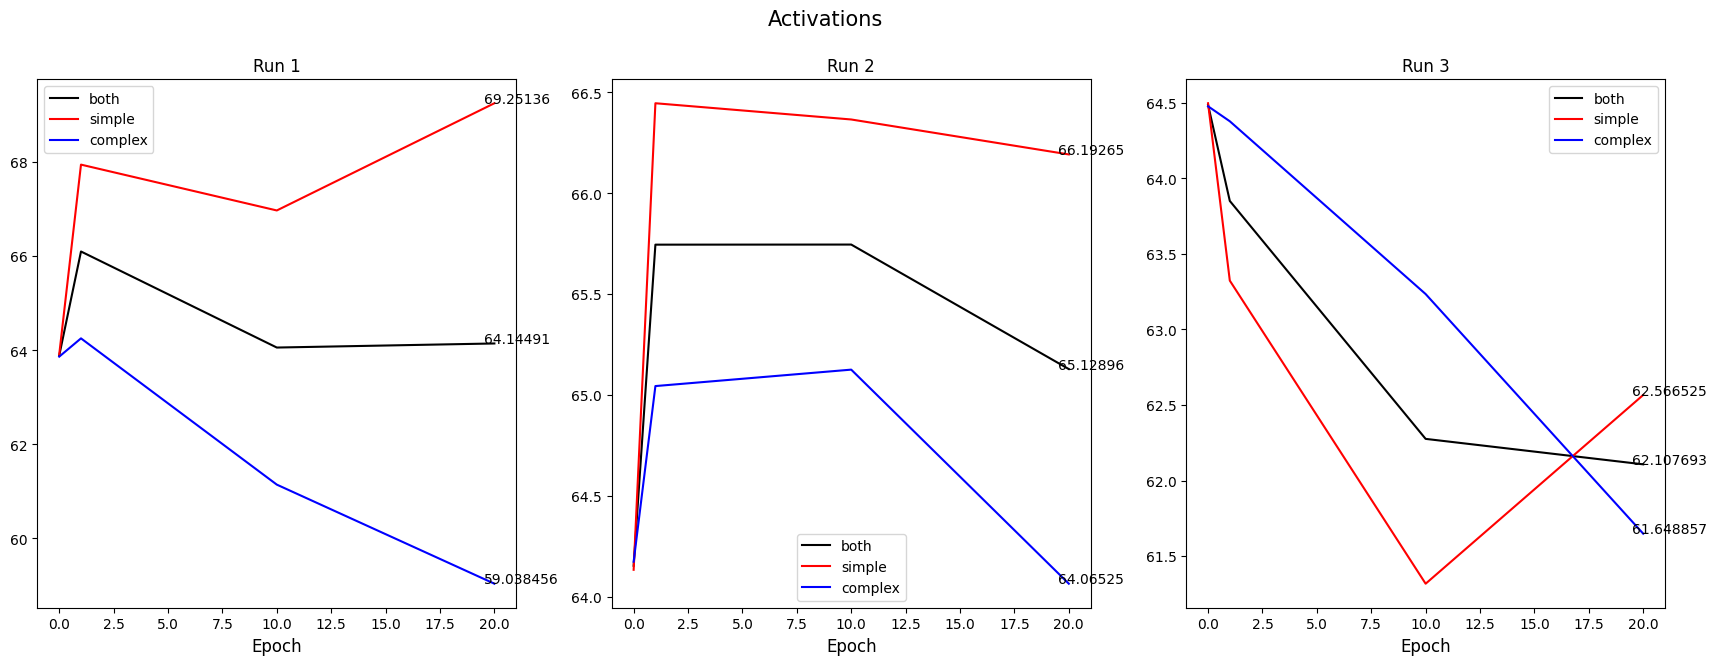 Activations
Run 1
both
simple
complex
69.25136
64.14491
59.038456
68
66
64
62
60
0.0 2.5 5.0 7.5 10.0 12.5 15.0 17.5 20.0
Epoch
Run 2
66.19265
65.12896
64.06525
both
simple
complex
66.5
66.0
65.5
65.0
64.5
64.0
0.0 2.5 5.0 7.5 10.0 12.5 15.0 17.5 20.0
Epoch
Run 3
both
simple
complex
62.566525
62.107693
61.648857
64.5
64.0
63.5
63.0
62.5
62.0
61.5
0.0 2.5 5.0 7.5 10.0 12.5 15.0 17.5 20.0
Epoch